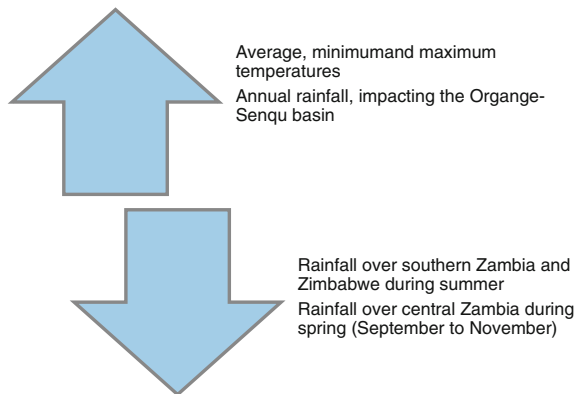 Average, minimumand maximum
temperatures
Annual rainfall, impacting the Organge-
Senqu basin
Rainfall over southern Zambia and
Zimbabwe during summer
Rainfall over central Zambia during
spring (September to November)